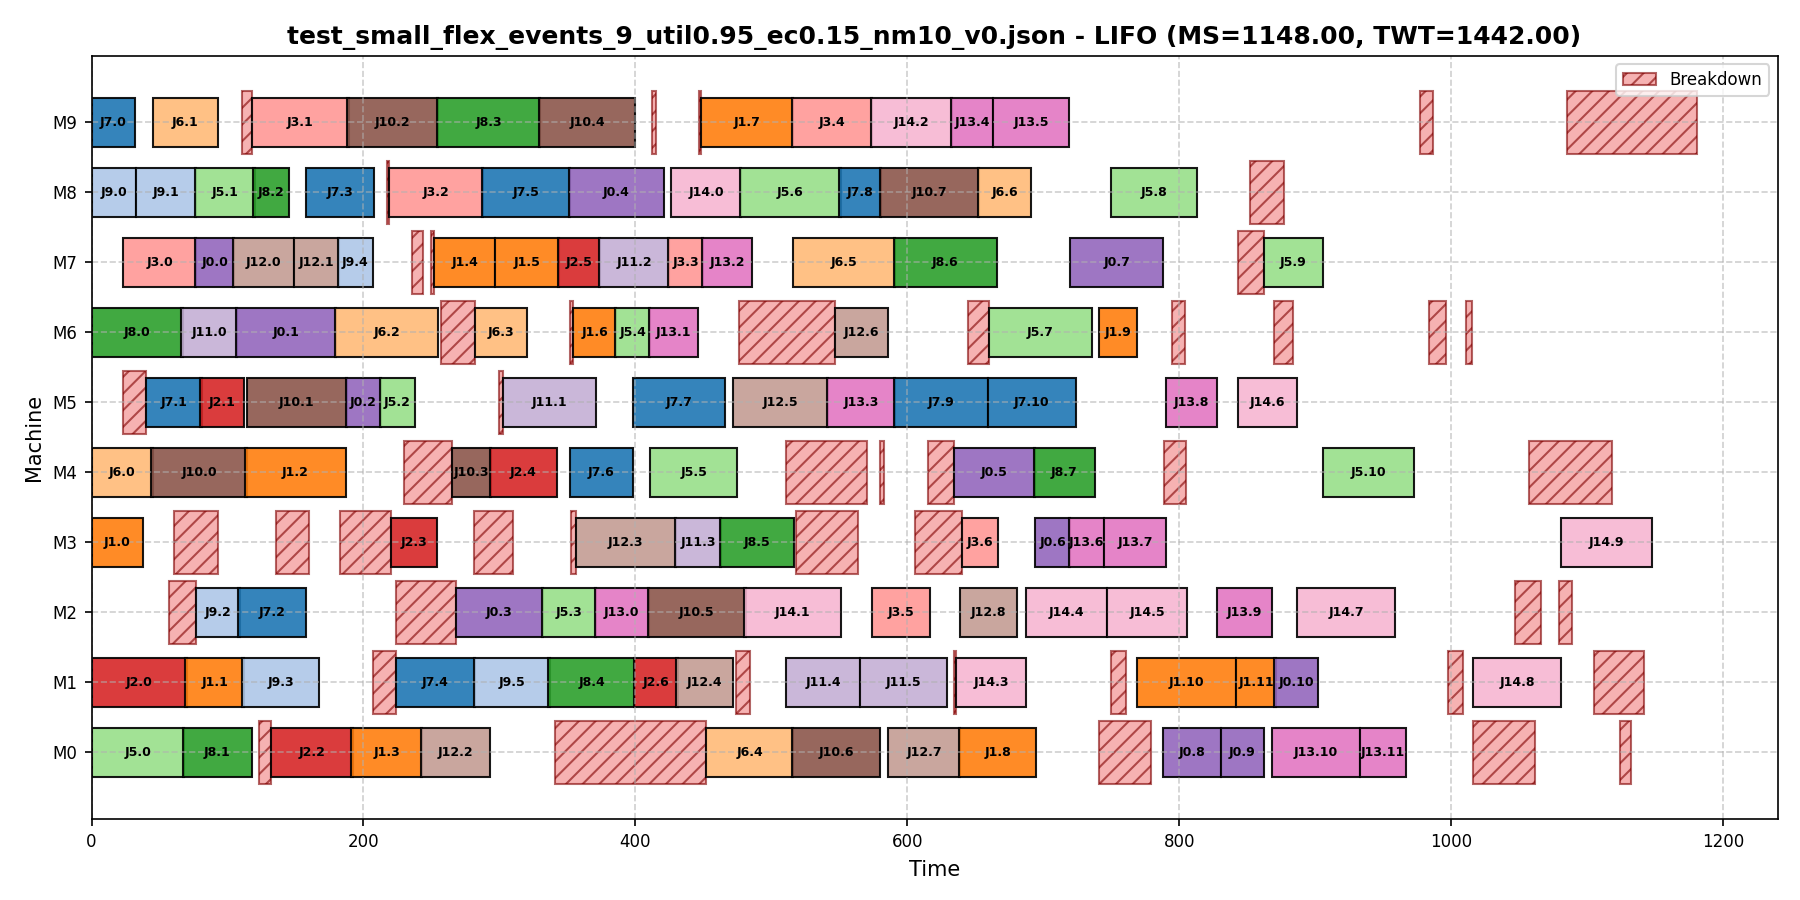 test_small_flex_events_9_util0.95_ec0.15_nm10_v0.json - LIFO (MS=1148.00, TWT=1442.00)
Breakdown
M9 J7.0 J6.1 J3.1 J10.2 J8.3 J10.4 J1.7 J3.4 J14.2 J13.4 J13.5
M8 J9.0 J9.1 J5.1 J8.2 J7.3 J3.2 J7.5 J0.4 J14.0 J5.6 J7.8 J10.7 J6.6 J5.8
M7 J3.0 J0.0 J12.0 J12.1 J9.4 J1.4 J1.5 J2.5 J11.2 J3.3 J13.2 J6.5 J8.6 J0.7 J5.9
M6 J8.0 J11.0 J0.1 J6.2 J6.3 J1.6 J5.4 J13.1 J12.6 J5.7 J1.9
M5 J7.1 J2.1 J10.1 J0.2 J5.2 J11.1 J7.7 J12.5 J13.3 J7.9 J7.10 J13.8 J14.6
M4 J6.0 J10.0 J1.2 J10.3 J2.4 J7.6 J5.5 J0.5 J8.7 J5.10
M3 J1.0 J2.3 J12.3 J11.3 J8.5 J3.6 J0.6 J13.6 J13.7 J14.9
M2 J9.2 J7.2 J0.3 J5.3 J13.0 J10.5 J14.1 J3.5 J12.8 J14.4 J14.5 J13.9 J14.7
M1 J2.0 J1.1 J9.3 J7.4 J9.5 J8.4 J2.6 J12.4 J11.4 J11.5 J14.3 J1.10 J1.11 J0.10 J14.8
M0 J5.0 J8.1 J2.2 J1.3 J12.2 J6.4 J10.6 J12.7 J1.8 J0.8 J0.9 J13.10 J13.11
Machine
0 200 400 600 800 1000 1200
Time